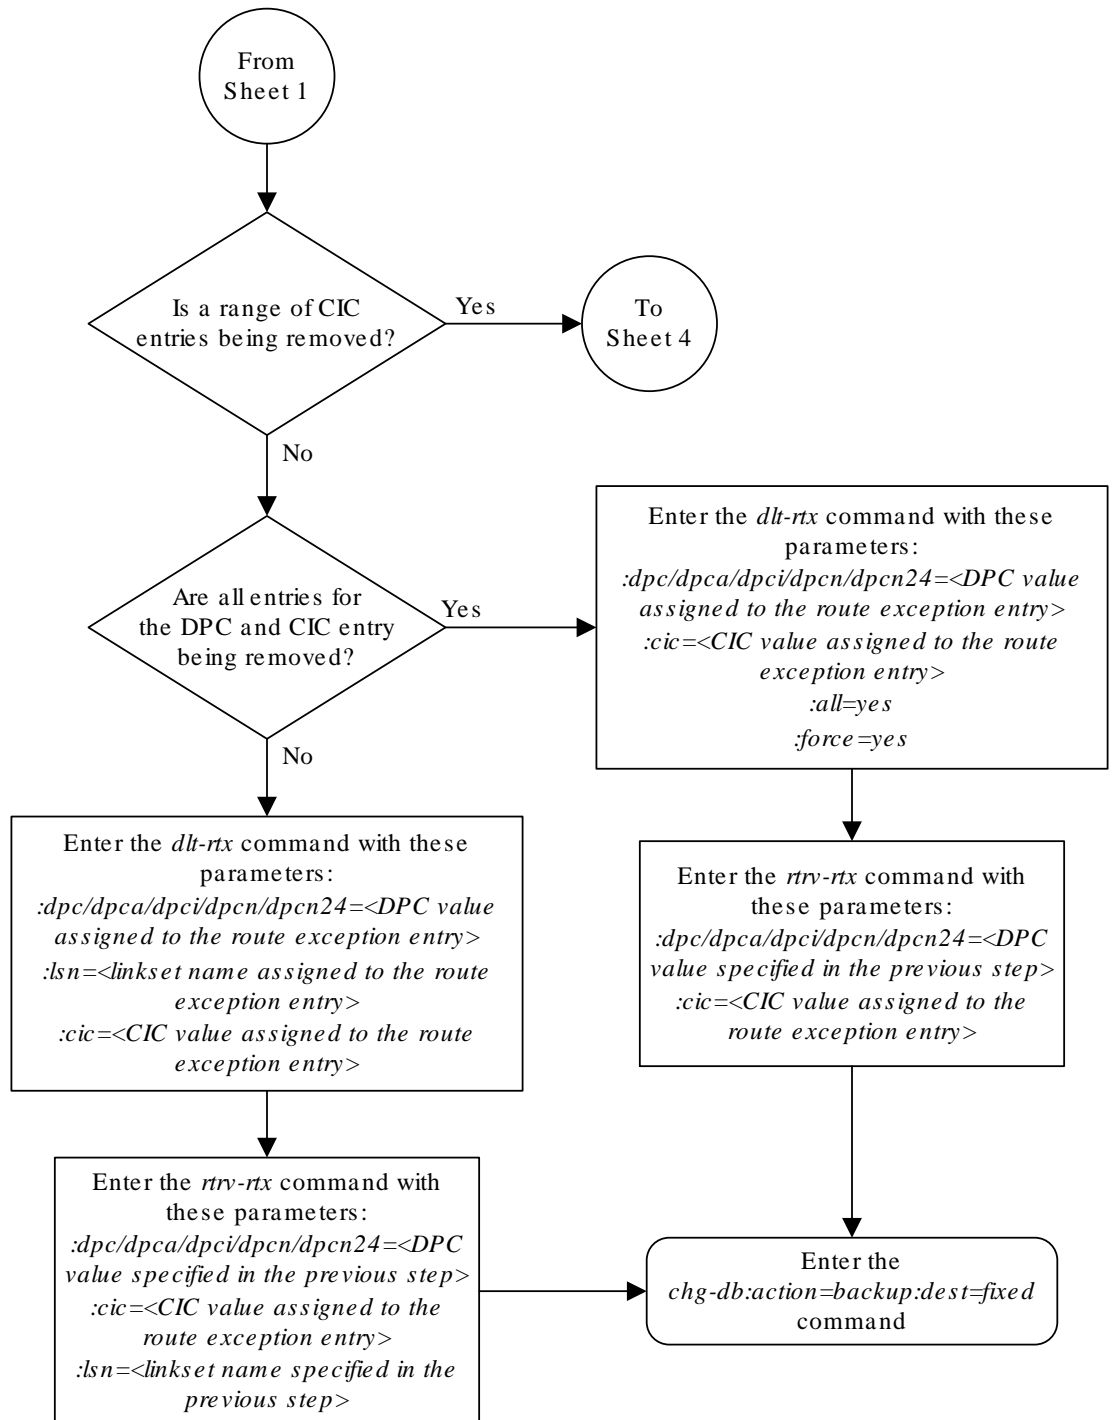 From
Sheet 1
Is a range of CIC
entries being removed?
Yes
To
Sheet 4
No
Are all entries for
the DPC and CIC entry
being removed?
Yes
Enter the dlt-rtx command with these
parameters:
:dpc/dpca/dpci/dpcn/dpcn24=<DPC value
assigned to the route exception entry>
:cic=<CIC value assigned to the route
exception entry>
:all=yes
:force=yes
No
Enter the dlt-rtx command with these
parameters:
:dpc/dpca/dpci/dpcn/dpcn24=<DPC value
assigned to the route exception entry>
:lsn=<linkset name assigned to the route
exception entry>
:cic=<CIC value assigned to the route
exception entry>
Enter the rtrv-rtx command with
these parameters:
:dpc/dpca/dpci/dpcn/dpcn24=<DPC
value specified in the previous step>
:cic=<CIC value assigned to the
route exception entry>
Enter the rtrv-rtx command with
these parameters:
:dpc/dpca/dpci/dpcn/dpcn24=<DPC
value specified in the previous step>
:cic=<CIC value assigned to the
route exception entry>
:lsn=<linkset name specified in the
previous step>
Enter the
chg-db:action=backup:dest=fixed
command